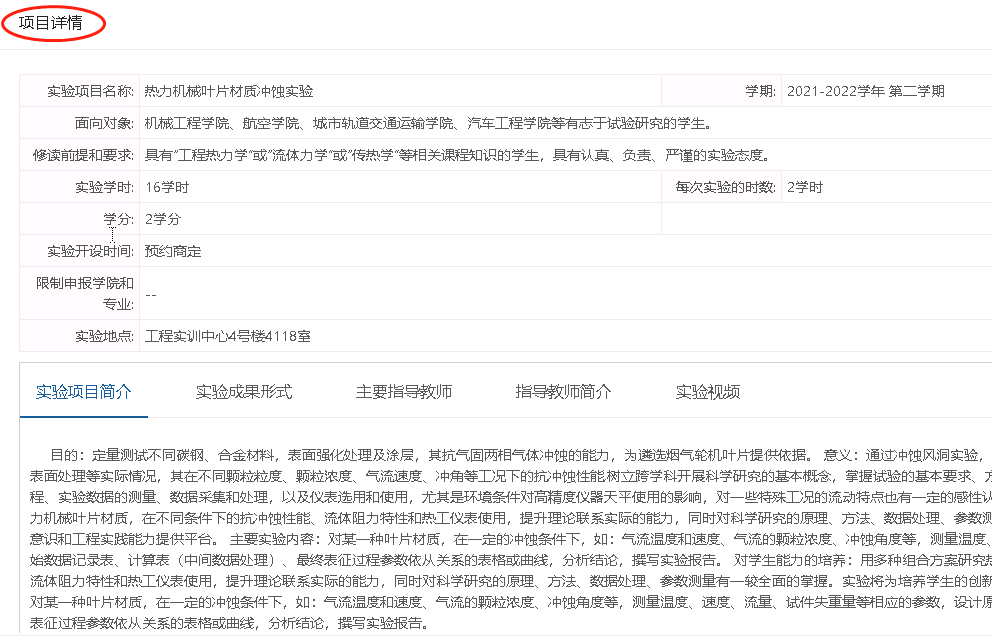 项目详情
实验项目名称: 热力机械叶片材质冲蚀实验 学期: 2021-2022学年 第二学期
面向对象: 机械工程学院、航空学院、城市轨道交通运输学院、汽车工程学院等有志于试验研究的学生。
修读前提和要求: 具有"工程热力学"或"流体力学"或"传热学"等相关课程知识的学生，具有认真、负责、严谨的实验态度。
实验学时: 16学时 每次实验的时数: 2学时
学分: 2学分
实验开设时间: 预约商定
限制申报学院和
专业: --
实验地点: 工程实训中心4号楼4118室
实验项目简介 实验成果形式 主要指导教师 指导教师简介 实验视频
目的：定量测试不同碳钢、合金材料，表面强化处理及涂层，其抗气固两相气体冲蚀的能力，为遴选烟气轮机叶片提供依据。 意义：通过冲蚀风洞实验，
表面处理等实际情况，其在不同颗粒粒度、颗粒浓度、气流速度、冲角等工况下的抗冲蚀性能 树立跨学科开展科学研究的基本概念，掌握试验的基本要求、方
程、实验数据的测量、数据采集和处理，以及仪表选用和使用，尤其是环境条件对高精度仪器天平使用的影响，对一些特殊工况的流动特点也有一定的感性认
力机械叶片材质，在不同条件下的抗冲蚀性能、流体阻力特性和热工仪表使用，提升理论联系实际的能力，同时对科学研究的原理、方法、数据处理、参数测
意识和工程实践能力提供平台。 主要实验内容：对某一种叶片材质，在一定的冲蚀条件下，如：气流温度和速度、气流的颗粒浓度、冲蚀角度等，测量温度、
始数据记录表、计算表（中间数据处理）、最终表征过程参数依从关系的表格或曲线，分析结论，撰写实验报告。 对学生能力的培养：用多种组合方案研究热
流体阻力特性和热工仪表使用，提升理论联系实际的能力，同时对科学研究的原理、方法、数据处理、参数测量有一较全面的掌握。实验将为培养学生的创新
对某一种叶片材质，在一定的冲蚀条件下，如：气流温度和速度、气流的颗粒浓度、冲蚀角度等，测量温度、速度、流量、试件失重量等相应的参数，设计原
表征过程参数依从关系的表格或曲线，分析结论，撰写实验报告。